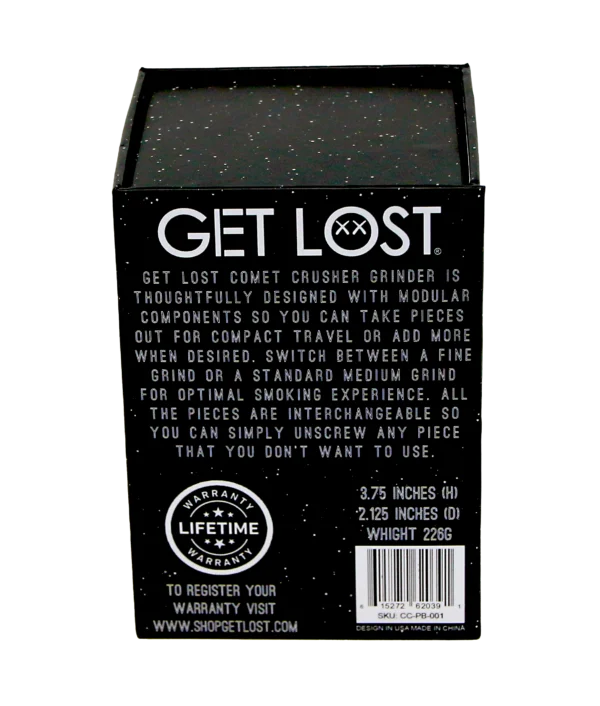 GET LOST®
GET LOST COMET CRUSHER GRINDER IS
THOUGHTFULLY DESIGNED WITH MODULAR
COMPONENTS SO YOU CAN TAKE PIECES
OUT FOR COMPACT TRAVEL OR ADD MORE
WHEN DESIRED. SWITCH BETWEEN A FINE
GRIND OR A STANDARD MEDIUM GRIND
FOR OPTIMAL SMOKING EXPERIENCE. ALL
THE PIECES ARE INTERCHANGEABLE SO
YOU CAN SIMPLY UNSCREW ANY PIECE
THAT YOU DON'T WANT TO USE.
WARRANTY
LIFETIME
WARRANTY
TO REGISTER YOUR
WARRANTY VISIT
WWW.SHOPGETLOST.COM
3.75 INCHES (H)
2.125 INCHES (D)
WHIGHT 226G
6 15272 62039 1
SKU: CC-PB-001
DESIGN IN USA MADE IN CHINA